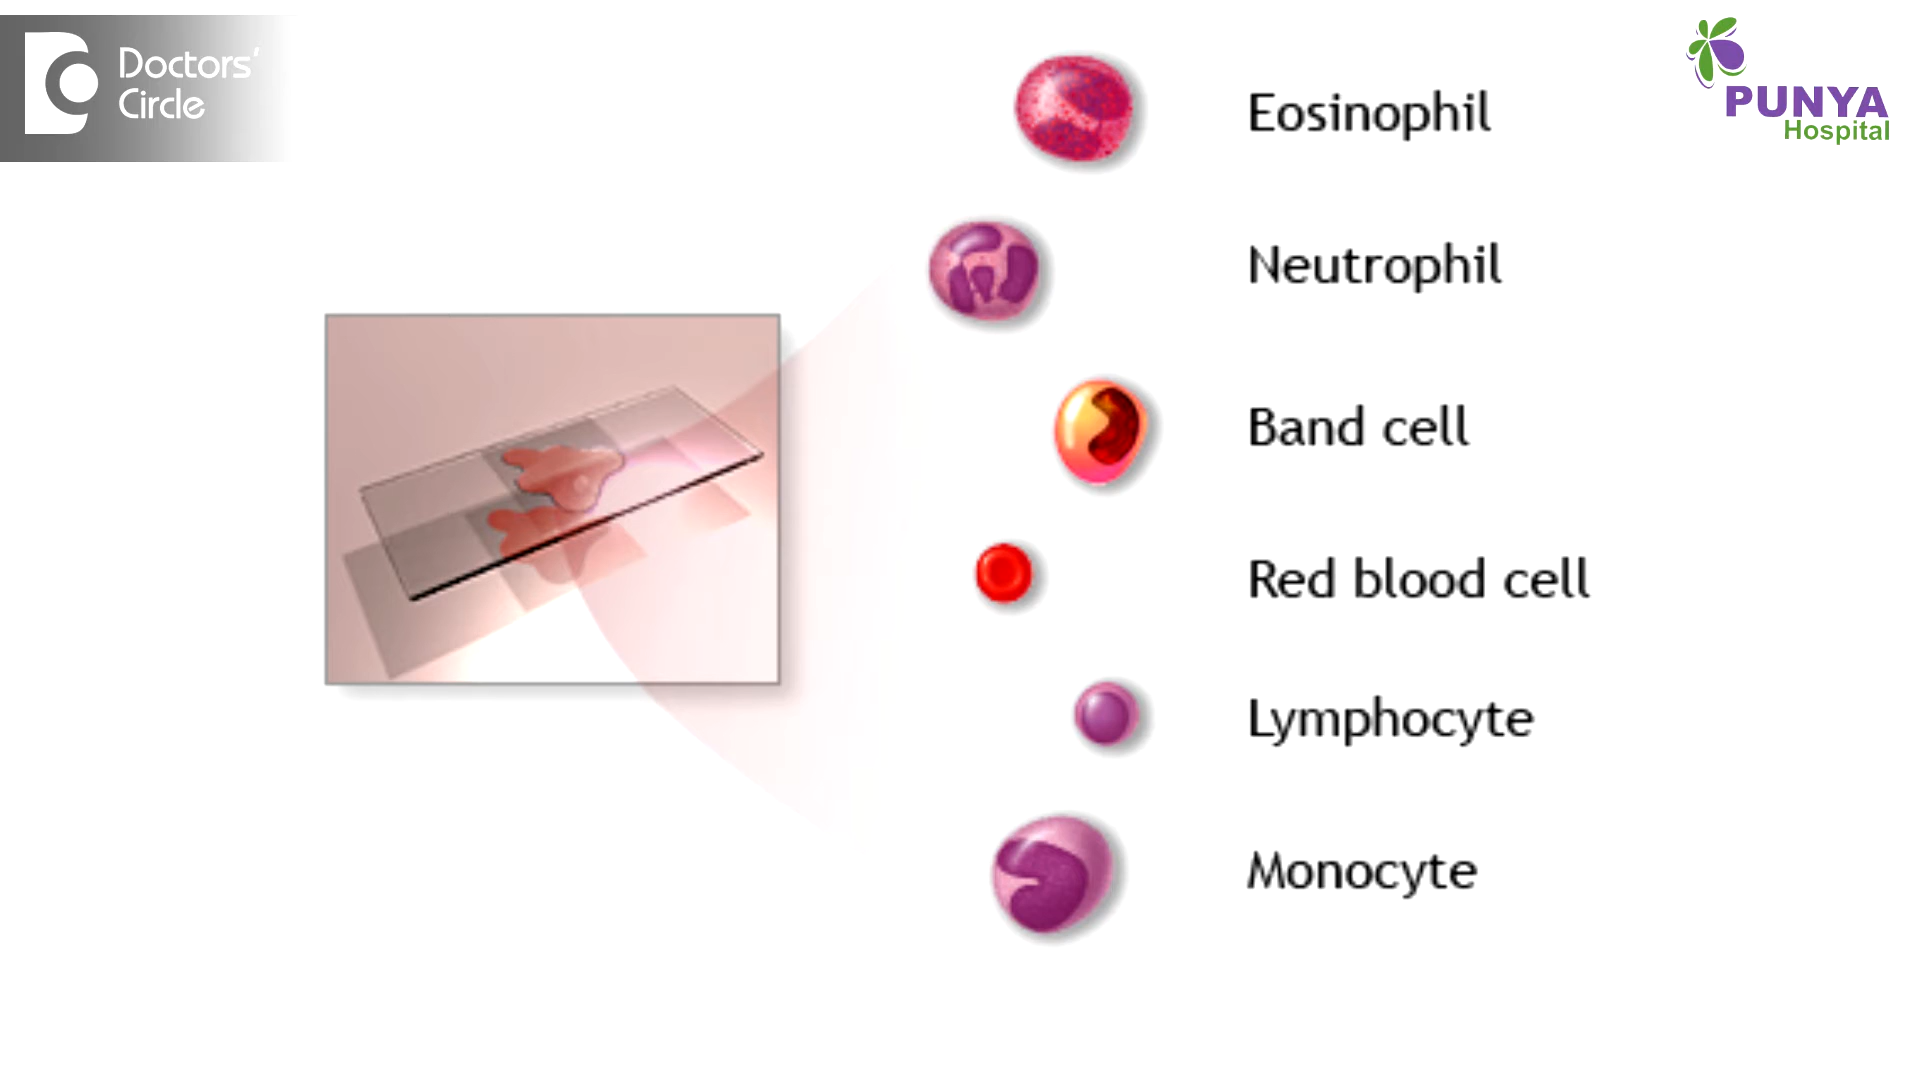 Doctors'
Circle
PUNYA
Hospital
Eosinophil
Neutrophil
Band cell
Red blood cell
Lymphocyte
Monocyte